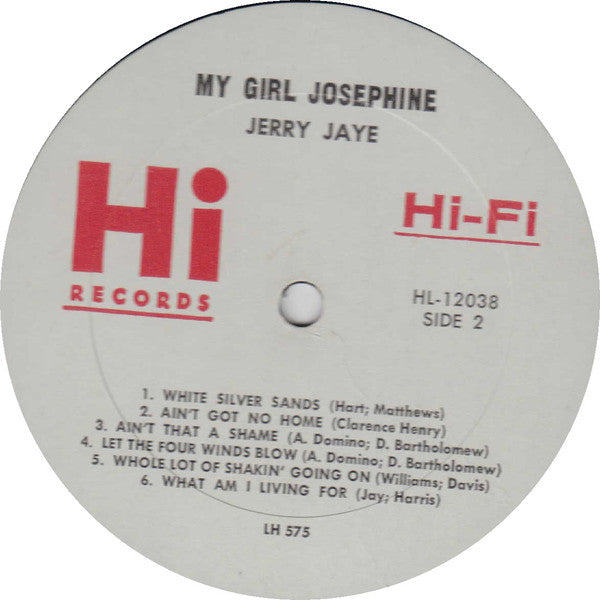 MY GIRL JOSEPHINE
JERRY JAYE
Hi
RECORDS
Hi-Fi
HL-12038
SIDE 2
1. WHITE SILVER SANDS (Hart; Matthews)
2. AIN'T GOT NO HOME (Clarence Henry)
3. AIN'T THAT A SHAME (A. Domino; D. Bartholomew)
4. LET THE FOUR WINDS BLOW (A. Domino; D. Bartholomew)
5. WHOLE LOT OF SHAKIN' GOING ON (Williams; Davis)
6. WHAT AM I LIVING FOR (Jay; Harris)
LH 575